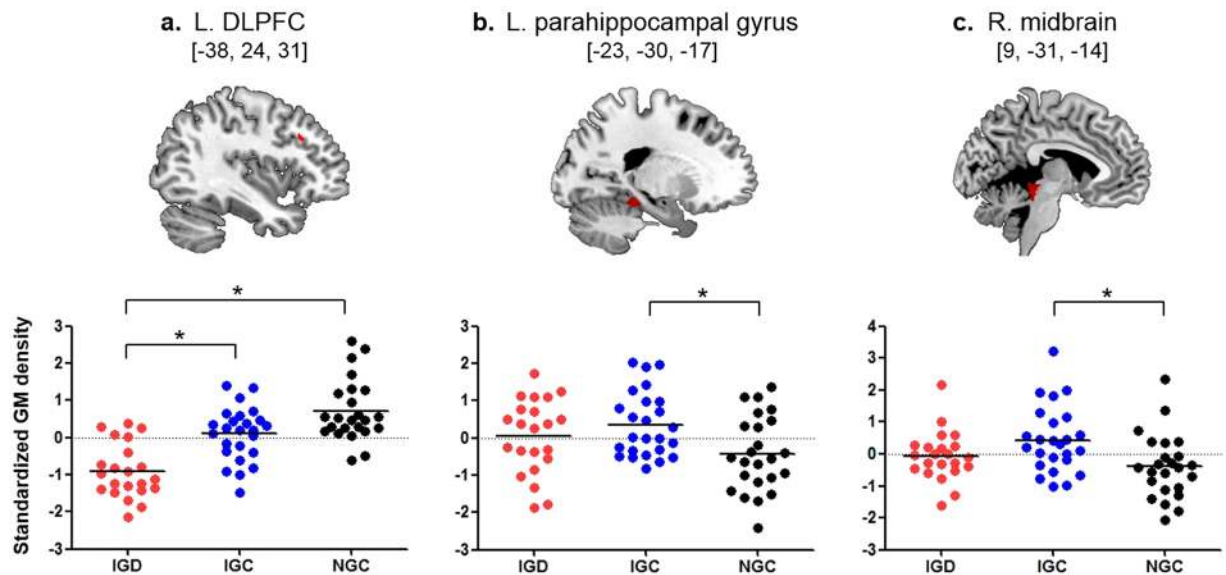 a. L. DLPFC
[-38, 24, 31]
b. L. parahippocampal gyrus
[-23, -30, -17]
c. R. midbrain
[9, -31, -14]
Standardized GM density
*
*
3
2
1
0
-1
-2
-3
IGD IGC NGC
*
3
2
1
0
-1
-2
-3
IGD IGC NGC
*
4
3
2
1
0
-1
-2
-3
IGD IGC NGC